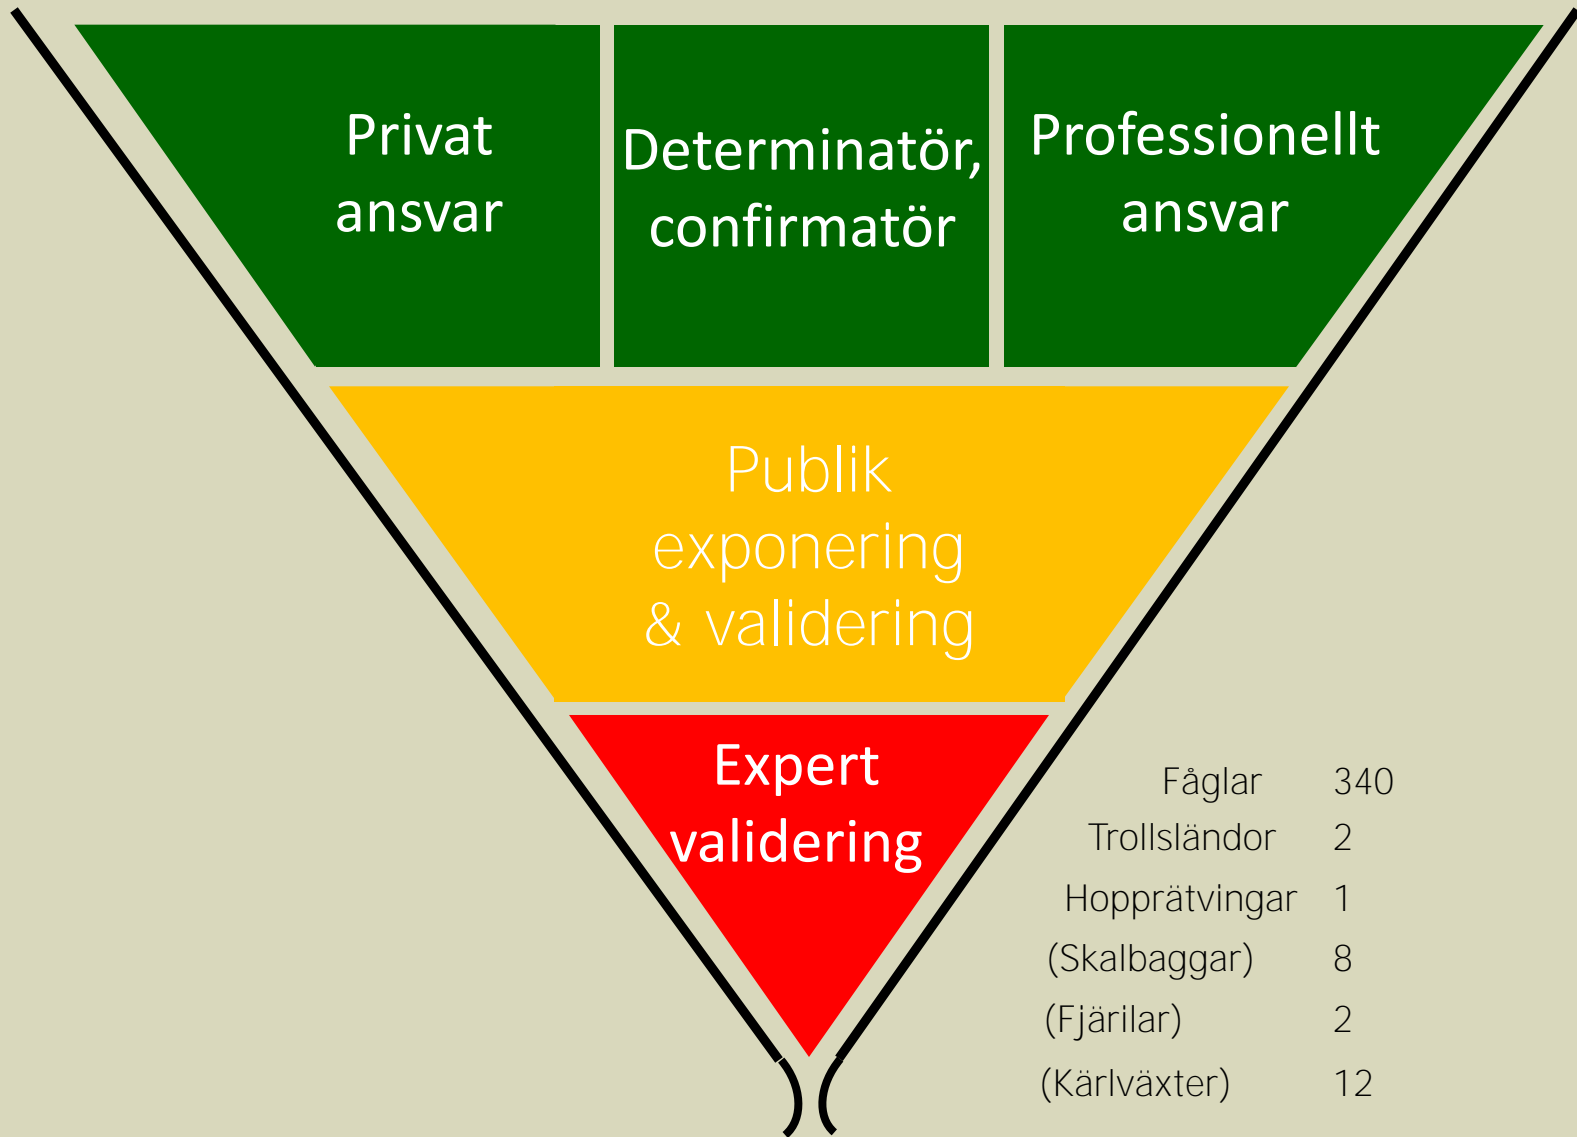 Privat
ansvar
Determinatör,
confirmatör
Professionellt
ansvar
Publik
exponering
& validering
Expert
validering
Fåglar 340
Trollsländor 2
Hopprätvingar 1
(Skalbaggar) 8
(Fjärilar) 2
(Kärlväxter) 12